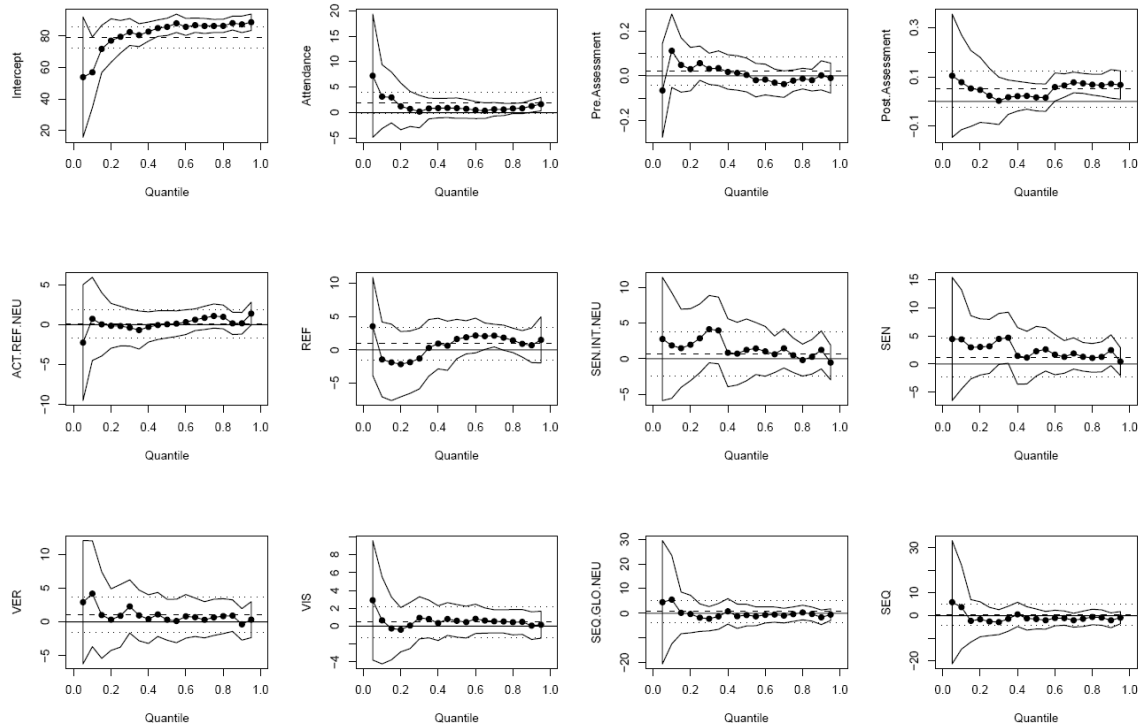 Intercept
20 40 60 80
0.0 0.2 0.4 0.6 0.8 1.0
Quantile
Attendance
-5 0 5 10 15
0.0 0.2 0.4 0.6 0.8 1.0
Quantile
Pre.Assessment
-0.2 0.0 0.2
0.0 0.2 0.4 0.6 0.8 1.0
Quantile
Post.Assessment
-0.1 0.1 0.3
0.0 0.2 0.4 0.6 0.8 1.0
Quantile
ACT.REF.NEU
-10 -5 0 5
0.0 0.2 0.4 0.6 0.8 1.0
Quantile
REF
-5 0 5 10
0.0 0.2 0.4 0.6 0.8 1.0
Quantile
SEN.INT.NEU
-5 0 5 10
0.0 0.2 0.4 0.6 0.8 1.0
Quantile
SEN
-5 0 5 10 15
0.0 0.2 0.4 0.6 0.8 1.0
Quantile
VER
-5 0 5 10
0.0 0.2 0.4 0.6 0.8 1.0
Quantile
VIS
-4 -2 0 2 4 6 8
0.0 0.2 0.4 0.6 0.8 1.0
Quantile
SEQ.GLO.NEU
-20 -10 0 10 20 30
0.0 0.2 0.4 0.6 0.8 1.0
Quantile
SEQ
-20 -10 0 10 20 30
0.0 0.2 0.4 0.6 0.8 1.0
Quantile